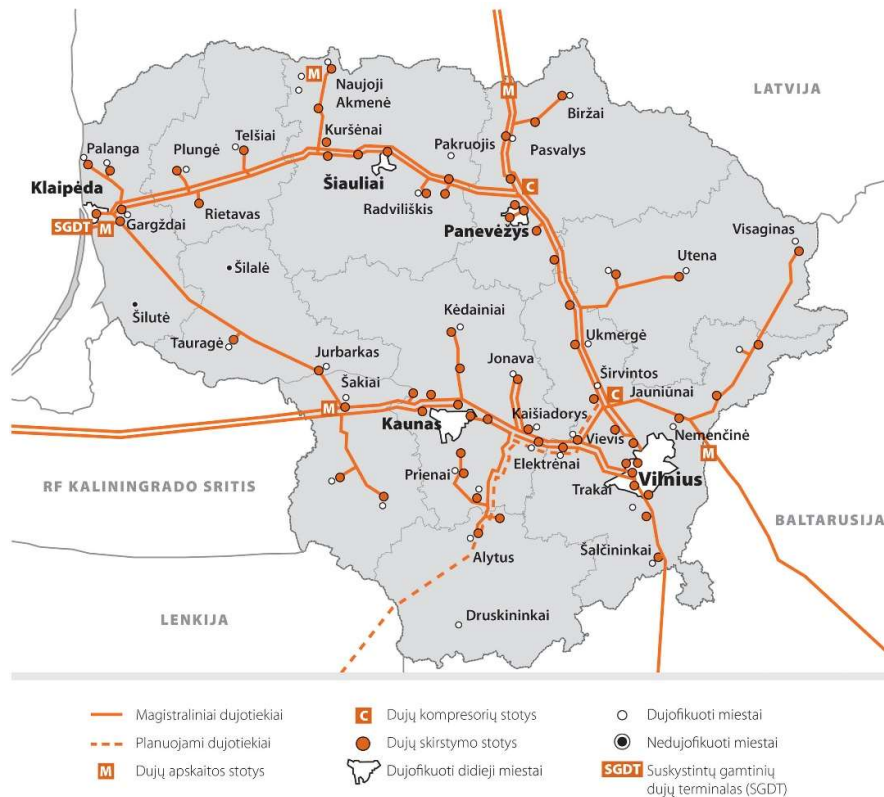 LATVIJA
M
M
Naujoji
Akmenė
Biržai
Palanga
Plungė
Telšiai
Kuršėnai
Pakruojis
Pasvalys
Klaipėda
Šiauliai
C
SGDT
M
Gargždai
Rietavas
Radviliškis
Panevėžys
Visaginas
Šilalė
Utena
Šilutė
Kėdainiai
Tauragė
Ukmergė
Jurbarkas
Jonava
Širvintos
Šakiai
C
Jauniūnai
M
Kaunas
Kaišiadorys
Vievis
Nemenčinė
M
Elektrėnai
Prienai
Vilnius
RF KALININGRADO SRITIS
Trakai
BALTARUSIJA
Alytus
Šalčininkai
LENKIJA
Druskininkai
Magistraliniai dujotiekiai
C Dujų kompresorių stotys
Dujofikuoti miestai
Planuojami dujotiekiai
Dujų skirstymo stotys
Nedujofikuoti miestai
M Dujų apskaitos stotys
Dujofikuoti didieji miestai
SGDT Suskystintų gamtinių
dujų terminalas (SGDT)